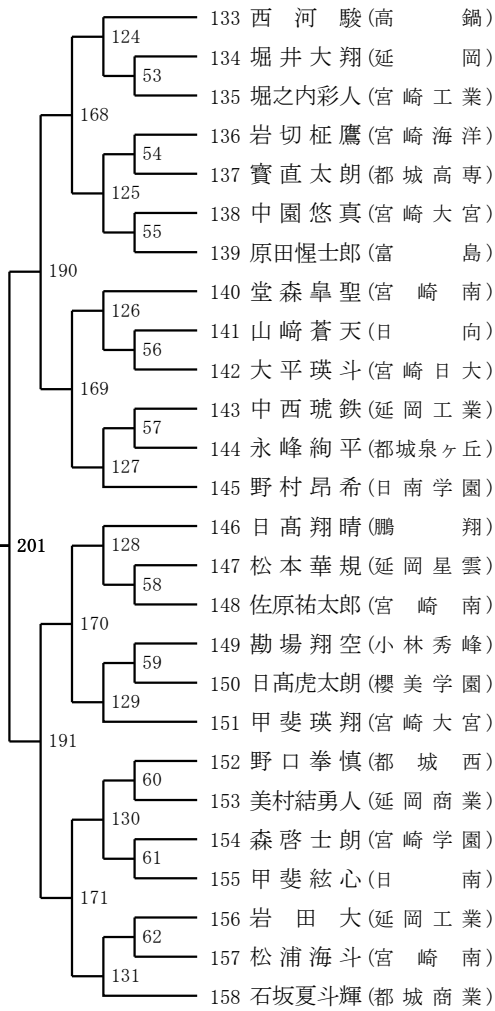 133 西河駿(高鍋)
124
134 堀井大翔(延岡)
53
135 堀之内彩人(宮崎工業)
168
136 岩切柾鷹(宮崎海洋)
54
137 寳直太朗(都城高専)
125
138 中園悠真(宮崎大宮)
55
139 原田惺士郎(富島)
190
140 堂森皐聖(宮崎南)
126
141 山﨑蒼天(日向)
56
142 大平瑛斗(宮崎日大)
169
143 中西琥鉄(延岡工業)
57
144 永峰絢平(都城泉ヶ丘)
127
145 野村昂希(日南学園)
201
146 日髙翔晴(鵬翔)
128
147 松本華規(延岡星雲)
58
148 佐原祐太郎(宮崎南)
170
149 勘場翔空(小林秀峰)
59
150 日髙虎太朗(櫻美学園)
129
151 甲斐瑛翔(宮崎大宮)
191
152 野口拳慎(都城西)
60
153 美村結勇人(延岡商業)
130
154 森啓士朗(宮崎学園)
61
155 甲斐絃心(日南)
171
156 岩田大(延岡工業)
62
157 松浦海斗(宮崎南)
131
158 石坂夏斗輝(都城商業)